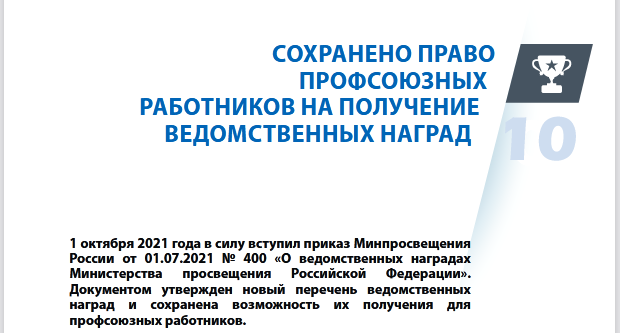 СОХРАНЕНО ПРАВО
ПРОФСОЮЗНЫХ
РАБОТНИКОВ НА ПОЛУЧЕНИЕ
ВЕДОМСТВЕННЫХ НАГРАД
10
1 октября 2021 года в силу вступил приказ Минпросвещения
России от 01.07.2021 № 400 «О ведомственных наградах
Министерства просвещения Российской Федерации».
Документом утвержден новый перечень ведомственных
наград и сохранена возможность их получения для
профсоюзных работников.